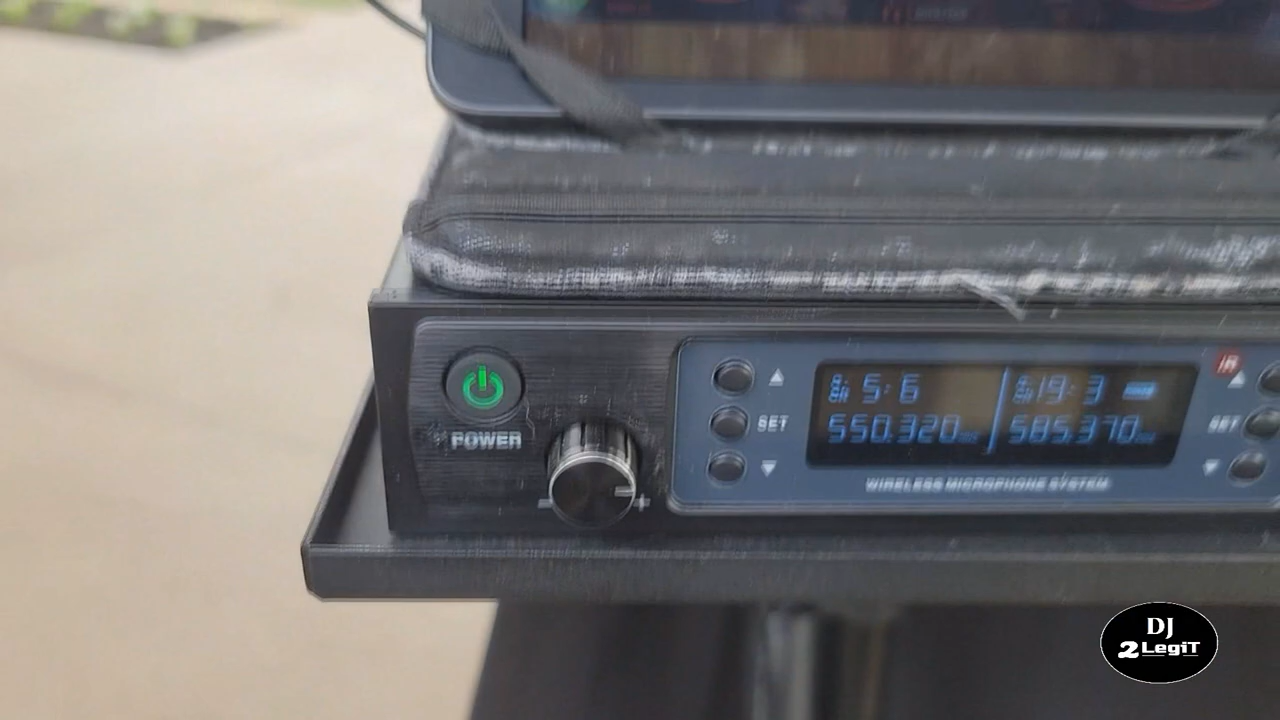 POWER
- +
SET
5:6
550.320
19:3
585.370
iR
SET
WIRELESS MICROPHONE SYSTEM
DJ
2 LegiT